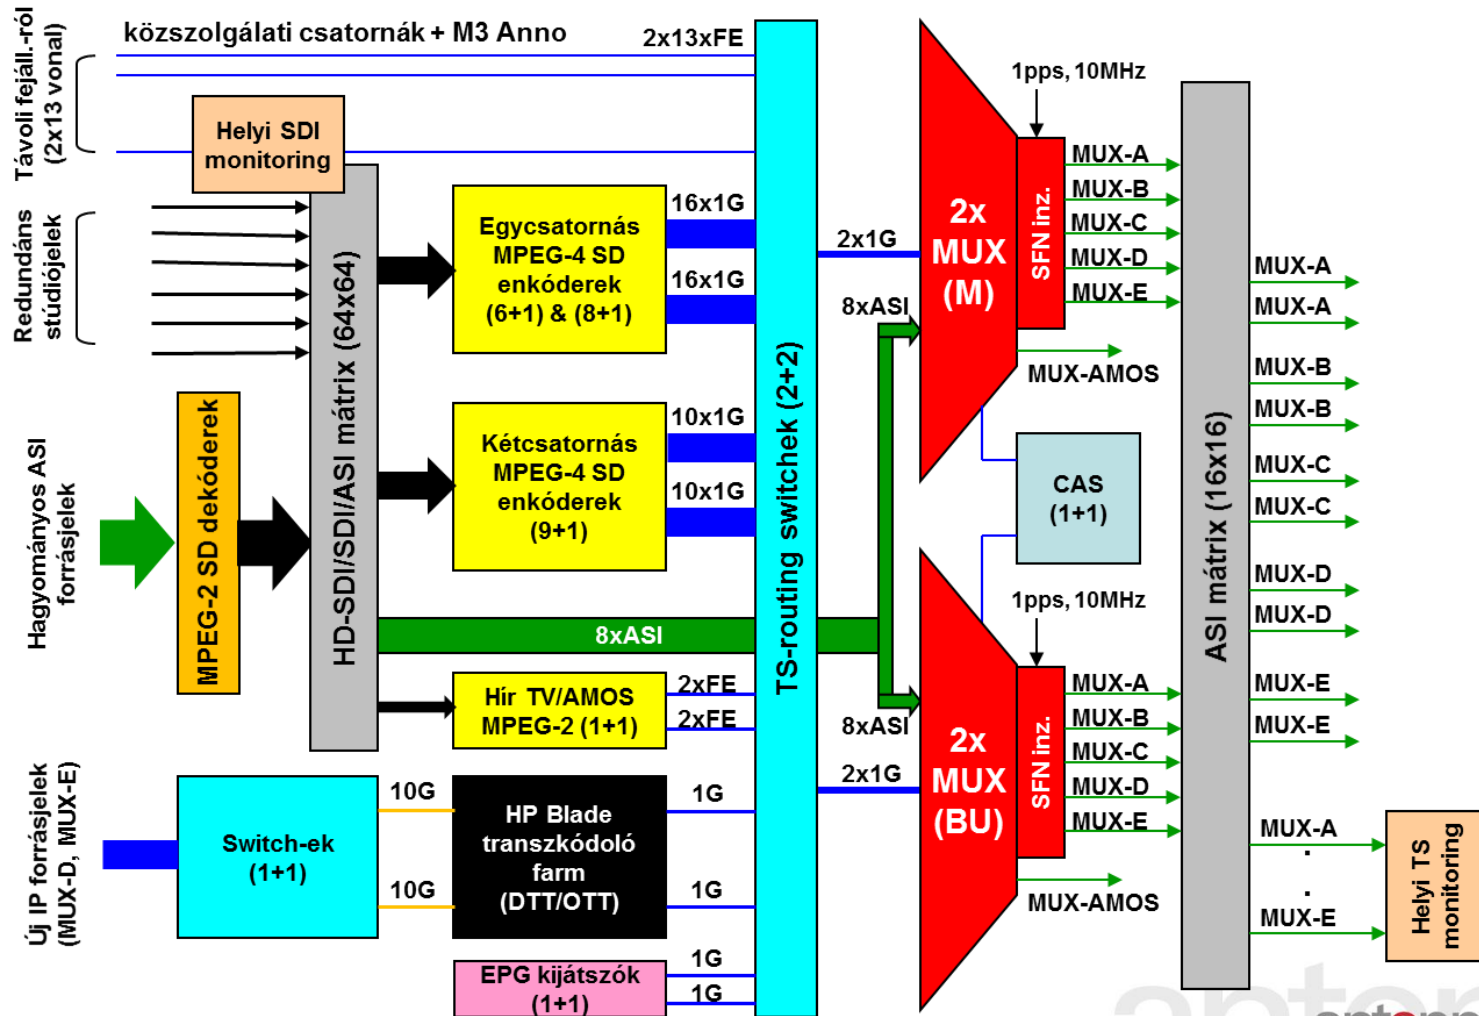 Távoli fejáll.-ról
(2x13 vonal)
közszolgálati csatornák + M3 Anno
2x13xFE
Helyi SDI
monitoring
Redundáns
stúdiójelek
HD-SDI/SDI/ASI mátrix (64x64)
Egycsatornás
MPEG-4 SD
enkóderek
(6+1) & (8+1)
16x1G
16x1G
Hagyományos ASI
forrásjelek
MPEG-2 SD dekóderek
Kétcsatornás
MPEG-4 SD
enkóderek
(9+1)
10x1G
10x1G
8xASI
Hír TV/AMOS
MPEG-2 (1+1)
2xFE
2xFE
Új IP forrásjelek
(MUX-D, MUX-E)
Switch-ek
(1+1)
10G
10G
HP Blade
transzkódoló
farm
(DTT/OTT)
1G
1G
EPG kijátszók
(1+1)
1G
1G
TS-routing switchek (2+2)
2x1G
8xASI
8xASI
2x1G
2x
MUX
(M)
1pps, 10MHz
SFN inz.
MUX-A
MUX-B
MUX-C
MUX-D
MUX-E
MUX-AMOS
CAS
(1+1)
2x
MUX
(BU)
1pps, 10MHz
SFN inz.
MUX-A
MUX-B
MUX-C
MUX-D
MUX-E
MUX-AMOS
ASI mátrix (16x16)
MUX-A
MUX-A
MUX-B
MUX-B
MUX-C
MUX-C
MUX-D
MUX-D
MUX-E
MUX-E
MUX-A
.
.
MUX-E
Helyi TS
monitoring